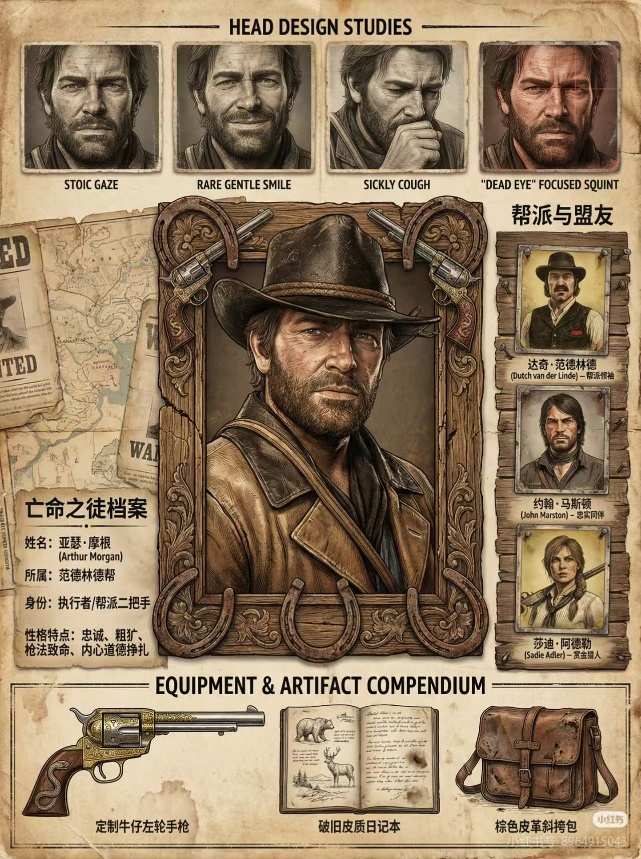 HEAD DESIGN STUDIES
STOIC GAZE
RARE GENTLE SMILE
SICKLY COUGH
"DEAD EYE" FOCUSED SQUINT
帮派与盟友
达奇·范德林德
(Dutch van der Linde) – 帮派领袖
约翰·马斯顿
(John Marston) – 忠实同伴
莎迪·阿德勒
(Sadie Adler) – 赏金猎人
亡命之徒档案
姓名：亚瑟·摩根
(Arthur Morgan)
所属：范德林德帮
身份：执行者/帮派二把手
性格特点：忠诚、粗犷、
枪法致命、内心道德挣扎
EQUIPMENT & ARTIFACT COMPENDIUM
定制牛仔左轮手枪
破旧皮质日记本
棕色皮革斜挎包
小红书
小红书号: 8964915043